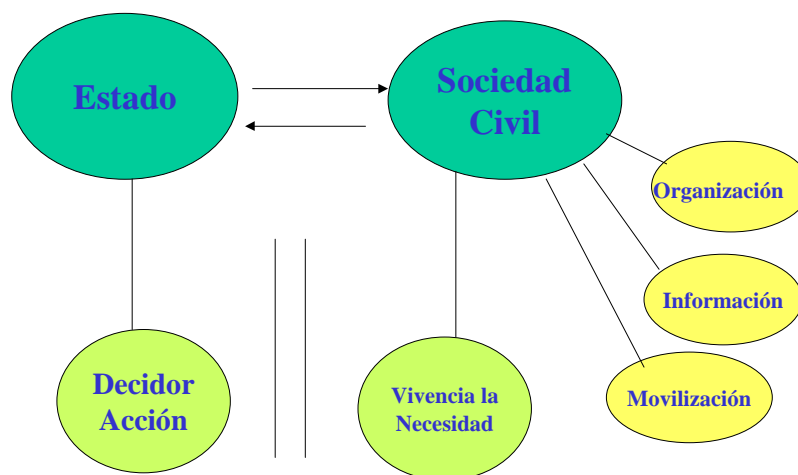 Estado
Sociedad
Civil
Organización
Información
Movilización
Decidor
Acción
Vivencia la
Necesidad